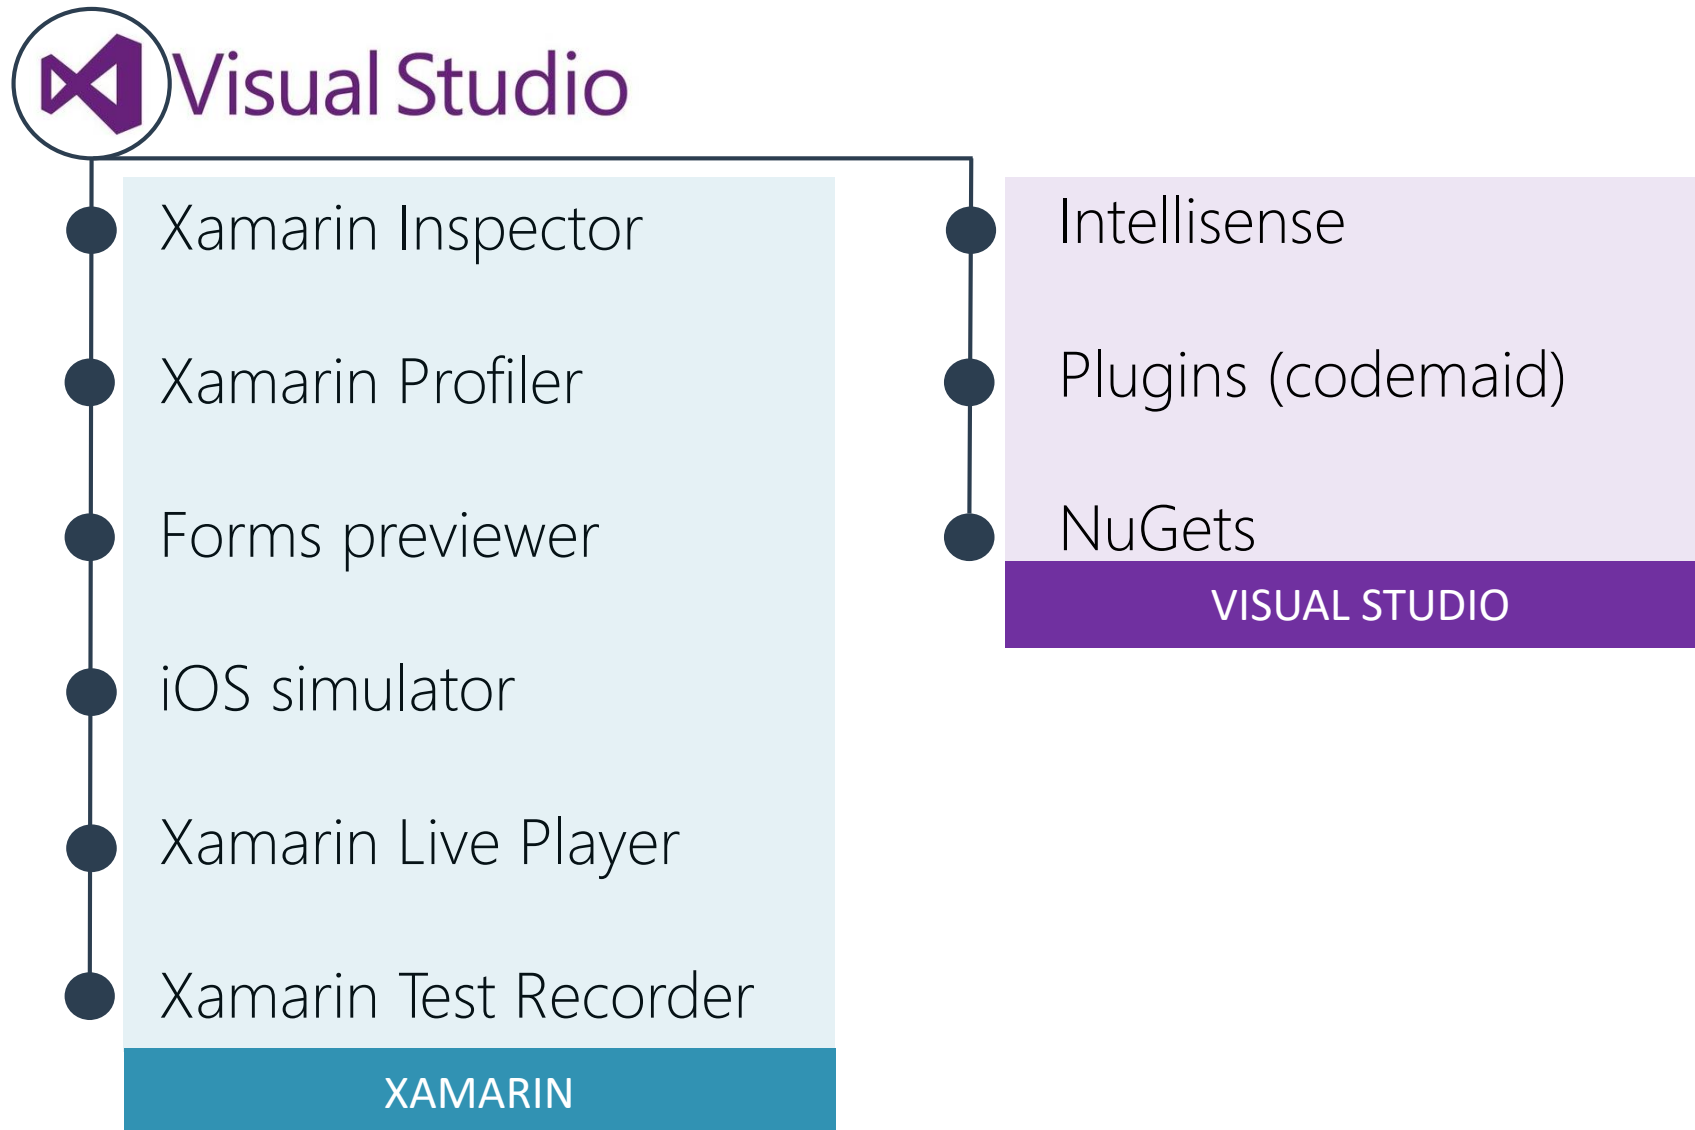 Visual Studio
Xamarin Inspector
Xamarin Profiler
Forms previewer
iOS simulator
Xamarin Live Player
Xamarin Test Recorder
XAMARIN
Intellisense
Plugins (codemaid)
NuGets
VISUAL STUDIO